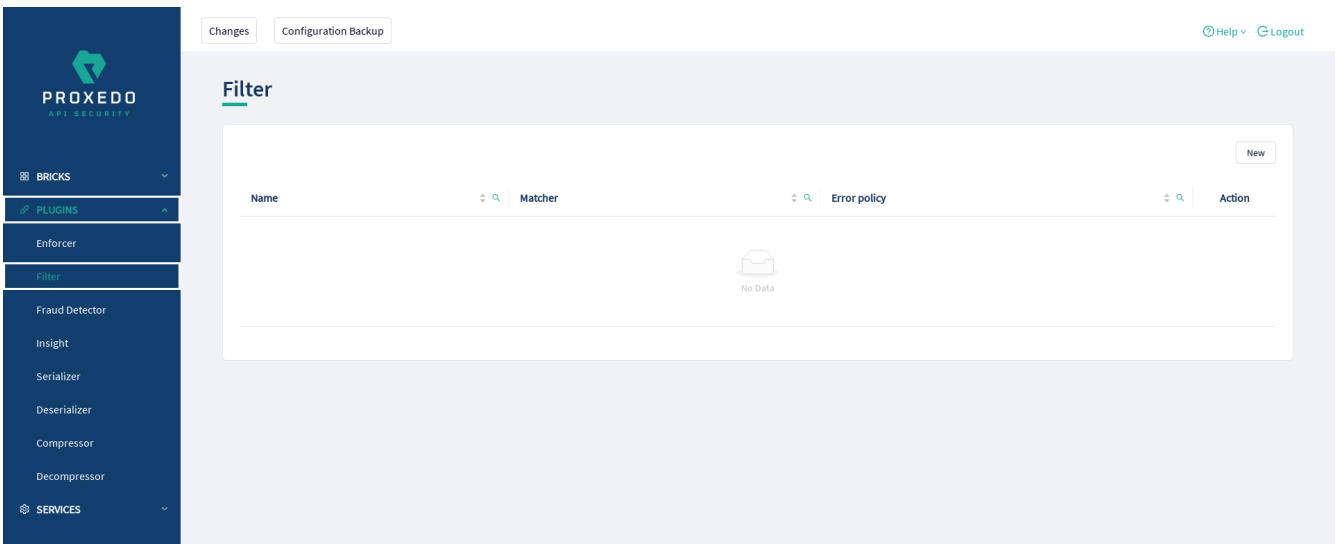 Changes Configuration Backup Help Logout
PROXEDO
API SECURITY
Filter
New
BRICKS
PLUGINS
Enforcer
Filter
Fraud Detector
Insight
Serializer
Deserializer
Compressor
Decompressor
SERVICES
Name Matcher Error policy Action
No Data